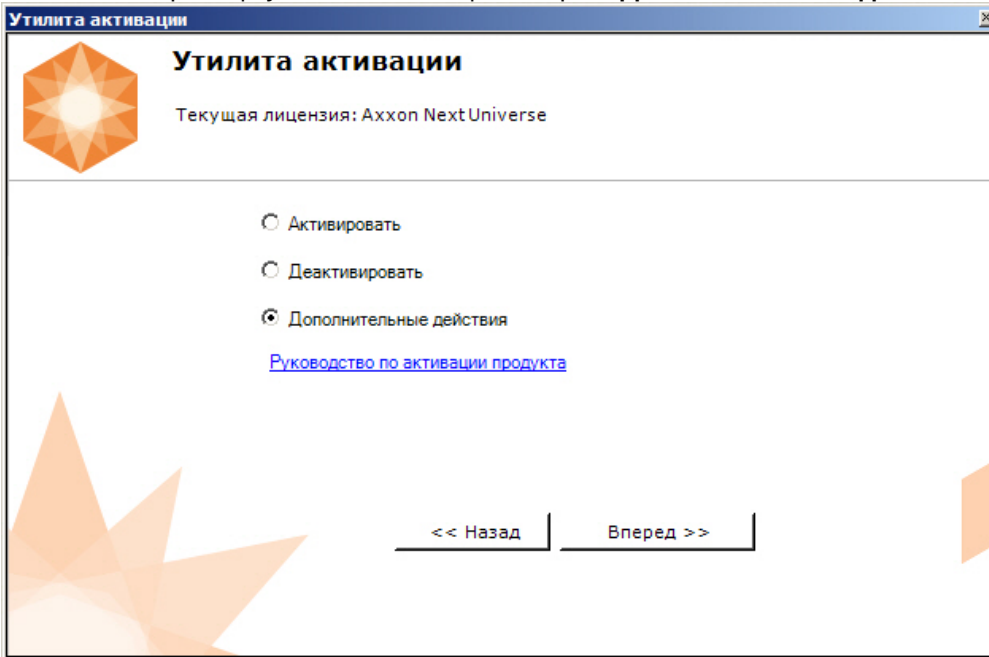 Утилита активации
Утилита активации
Текущая лицензия: Axxon Next Universe
Активировать
Деактивировать
Дополнительные действия
Руководство по активации продукта
<< Назад
Вперед >>